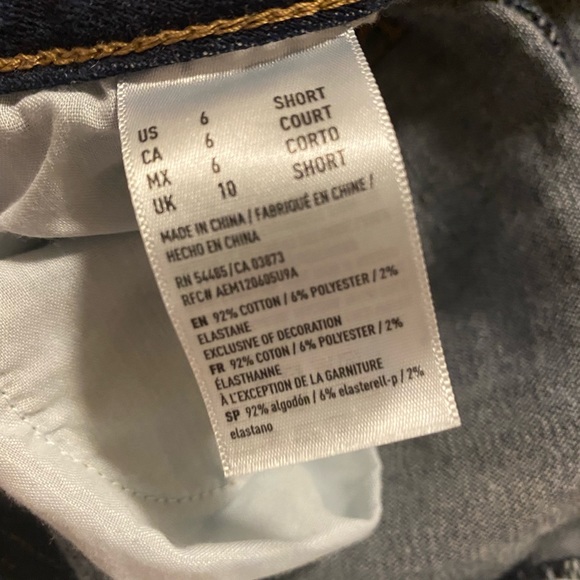 US 6 SHORT
CA 6 COURT
MX 6 CORTO
UK 10 SHORT
MADE IN CHINA / FABRIQUÉ EN CHINE /
HECHO EN CHINA
RN 54485/CA 03873
RFC# AEM120605U9A
EN 92% COTTON / 6% POLYESTER / 2%
ELASTANE
EXCLUSIVE OF DECORATION
FR 92% COTON / 6% POLYESTER / 2%
ÉLASTHANNE
À L'EXCEPTION DE LA GARNITURE
SP 92% algodón / 6% elasterell-p / 2%
elastano